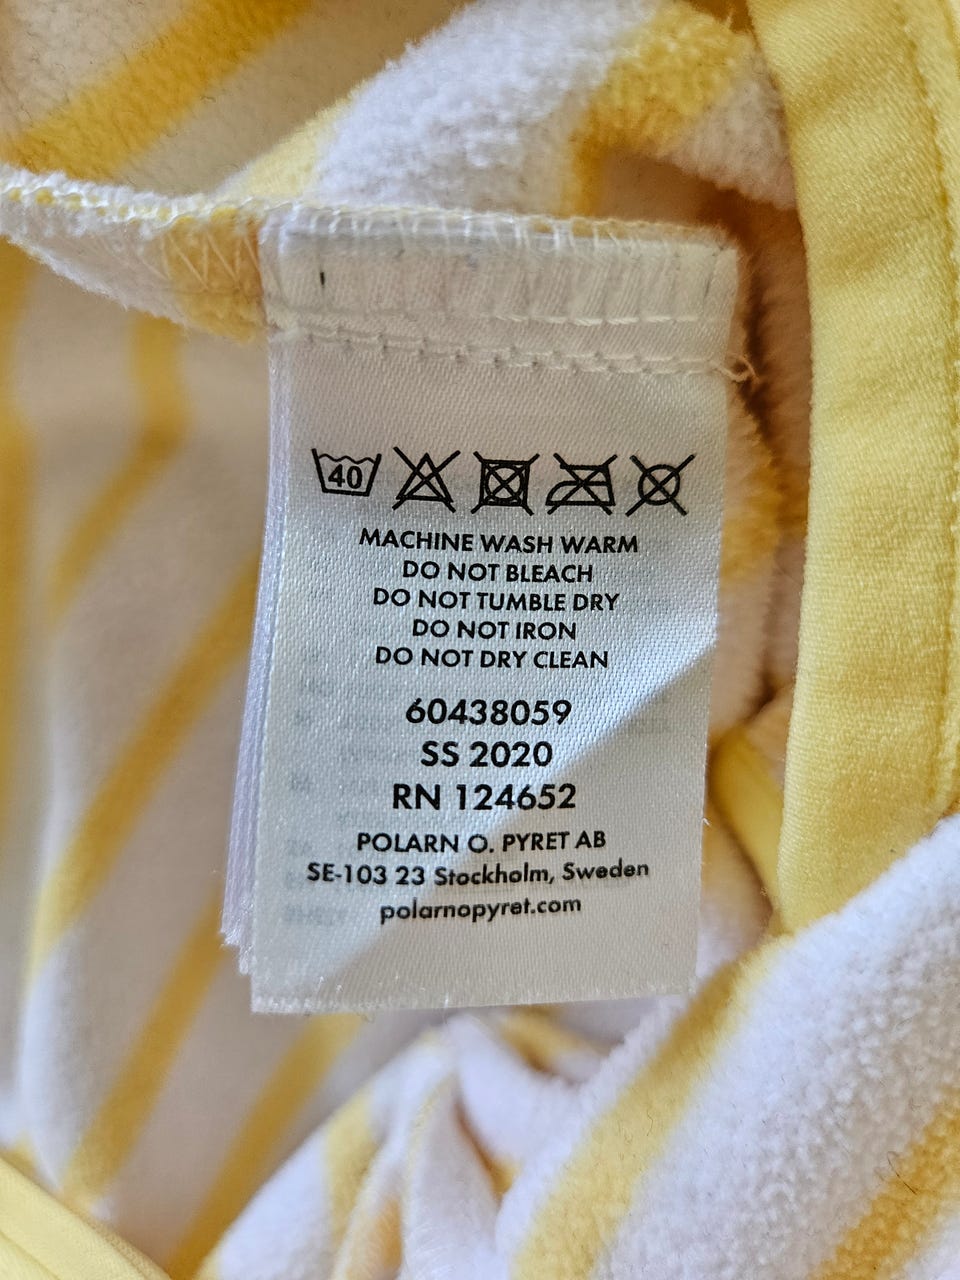 40
MACHINE WASH WARM
DO NOT BLEACH
DO NOT TUMBLE DRY
DO NOT IRON
DO NOT DRY CLEAN
60438059
SS 2020
RN 124652
POLARN O. PYRET AB
SE-103 23 Stockholm, Sweden
polarnopyret.com